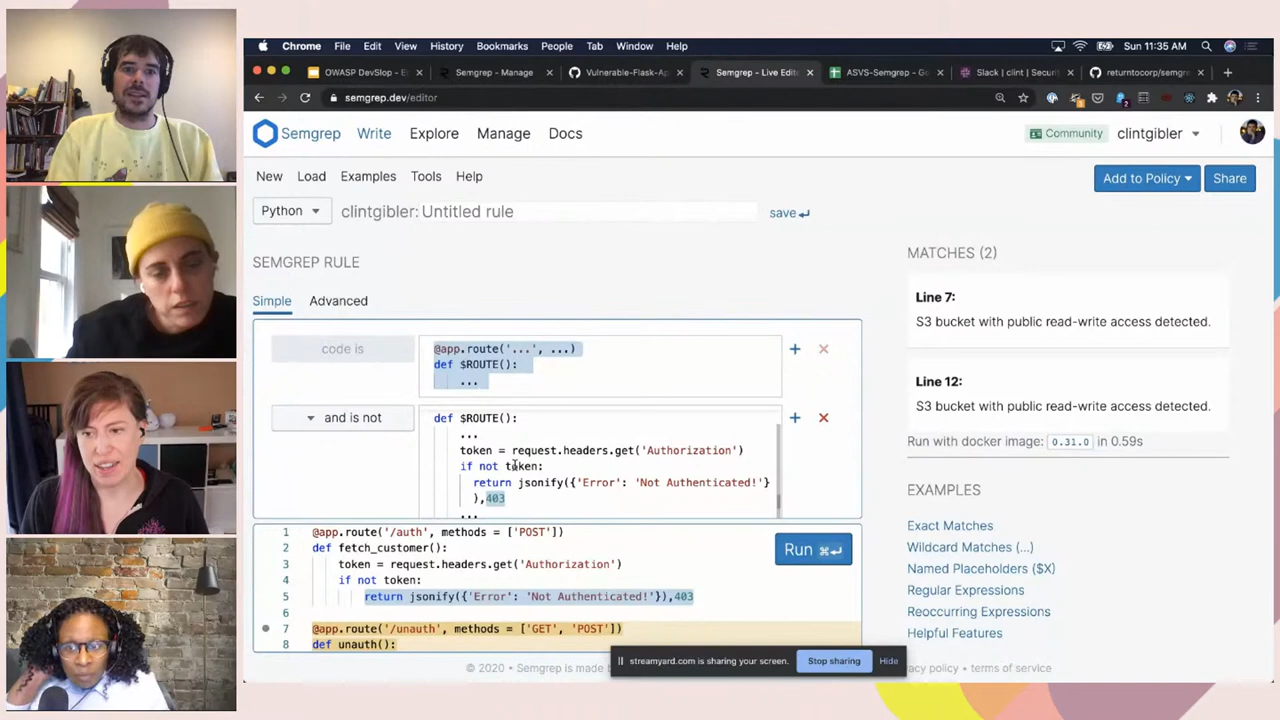 Chrome File Edit View History Bookmarks People Tab Window Help Sun 11:35 AM
OWASP DevSlop - E Semgrep - Manage Vulnerable-Flask-Ap Semgrep - Live Edit ASVS-Semgrep - Go Slack | clint | Secur returntocorp/semgre
semgrep.dev/editor
Semgrep Write Explore Manage Docs Community clintgibler
New Load Examples Tools Help Add to Policy Share
Python clintgibler: Untitled rule save
SEMGREP RULE
Simple Advanced
code is
@app.route('...', ...)
def $ROUTE():
...
and is not
def $ROUTE():
...
token = request.headers.get('Authorization')
if not token:
return jsonify({'Error': 'Not Authenticated!'}
),403
...
1 @app.route('/auth', methods = ['POST'])
2 def fetch_customer():
3 token = request.headers.get('Authorization')
4 if not token:
5 return jsonify({'Error': 'Not Authenticated!'}),403
6
7 @app.route('/unauth', methods = ['GET', 'POST'])
8 def unauth():
Run
MATCHES (2)
Line 7:
S3 bucket with public read-write access detected.
Line 12:
S3 bucket with public read-write access detected.
Run with docker image: 0.31.0 in 0.59s
EXAMPLES
Exact Matches
Wildcard Matches (...)
Named Placeholders ($X)
Regular Expressions
Reoccurring Expressions
Helpful Features
© 2020 • Semgrep is made b
streamyard.com is sharing your screen. Stop sharing Hide
vacy policy • terms of service